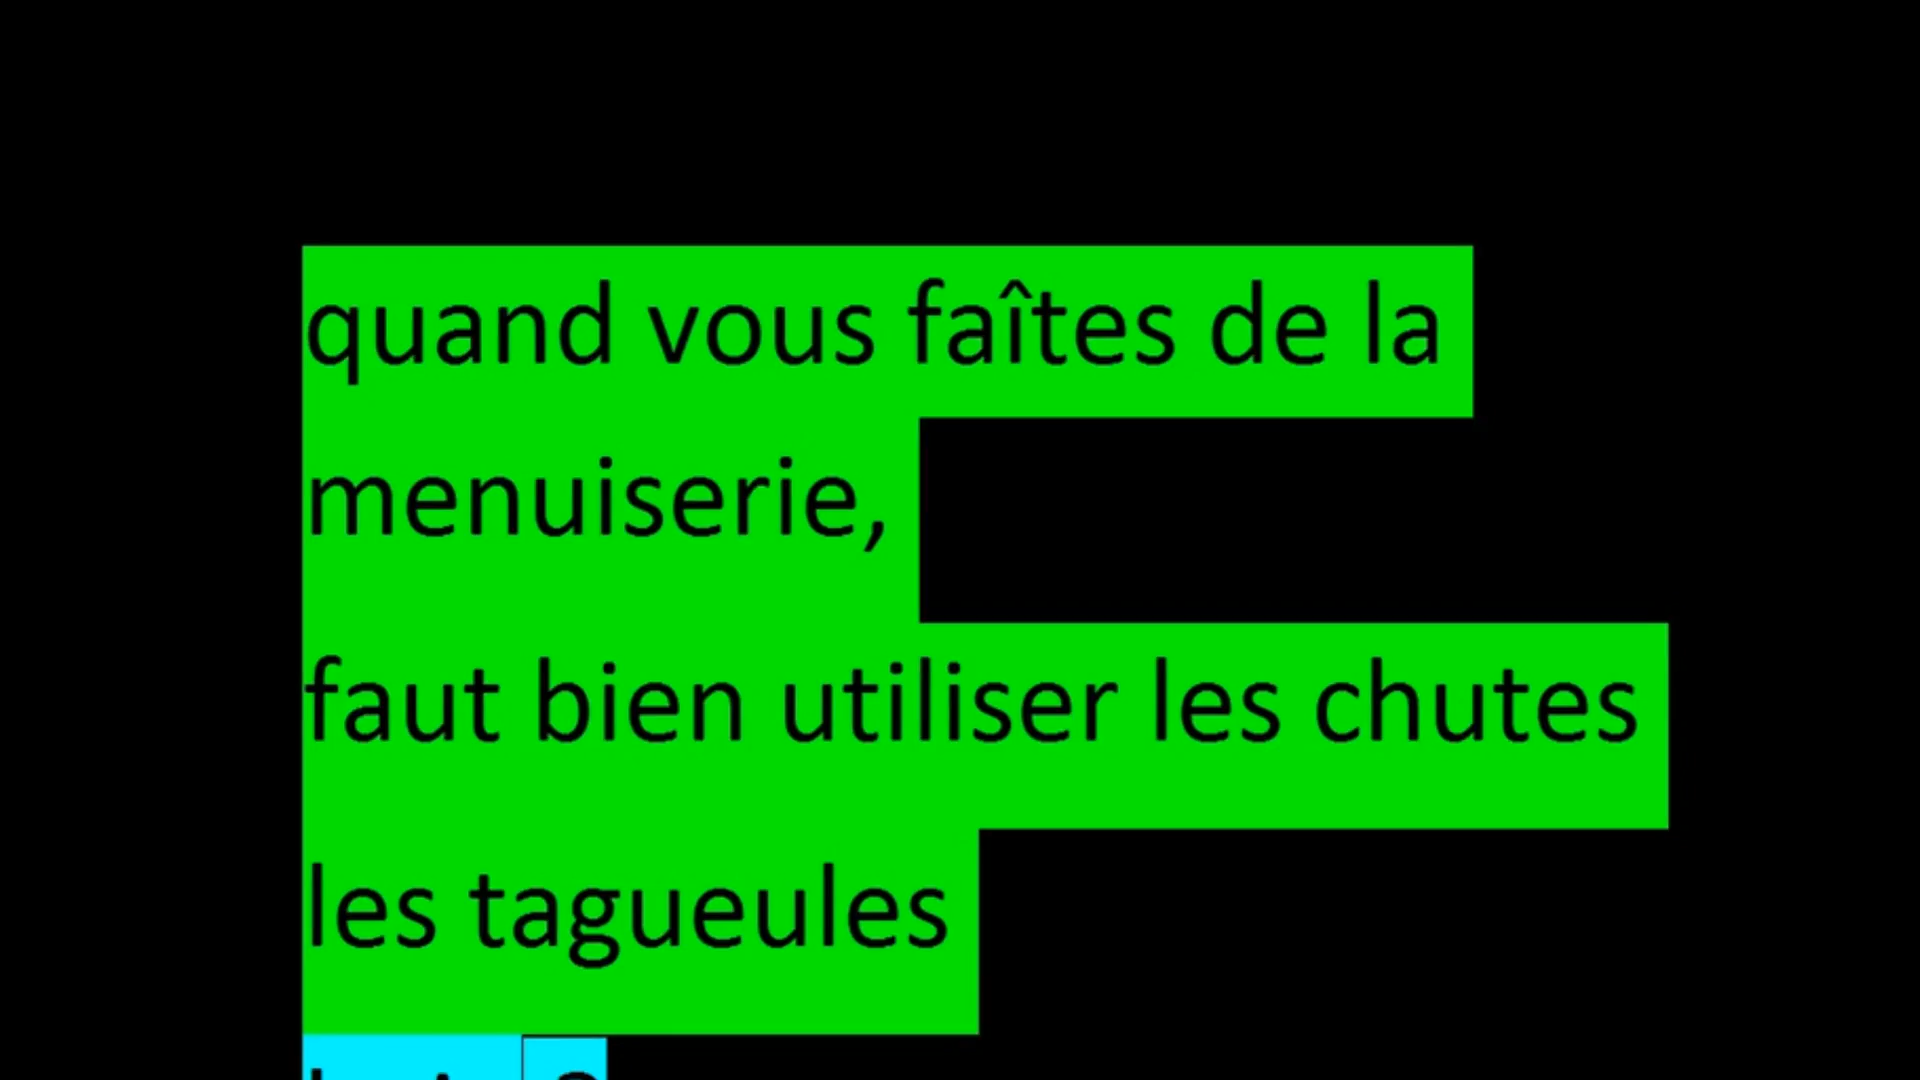 quand vous faîtes de la
menuiserie,
faut bien utiliser les chutes
les tagueules